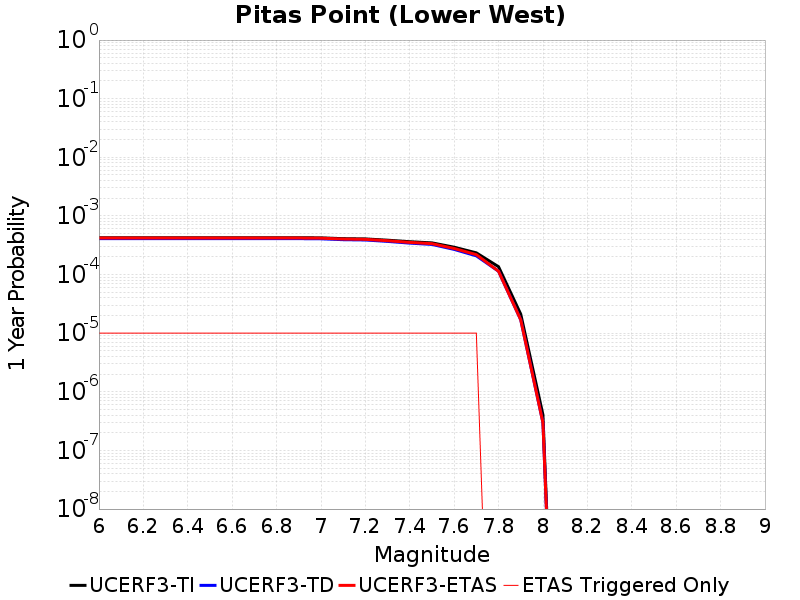 Pitas Point (Lower West)
10^0
10^-1
10^-2
10^-3
10^-4
10^-5
10^-6
10^-7
10^-8
1 Year Probability
6 6.2 6.4 6.6 6.8 7 7.2 7.4 7.6 7.8 8 8.2 8.4 8.6 8.8 9
Magnitude
UCERF3-TI UCERF3-TD UCERF3-ETAS ETAS Triggered Only